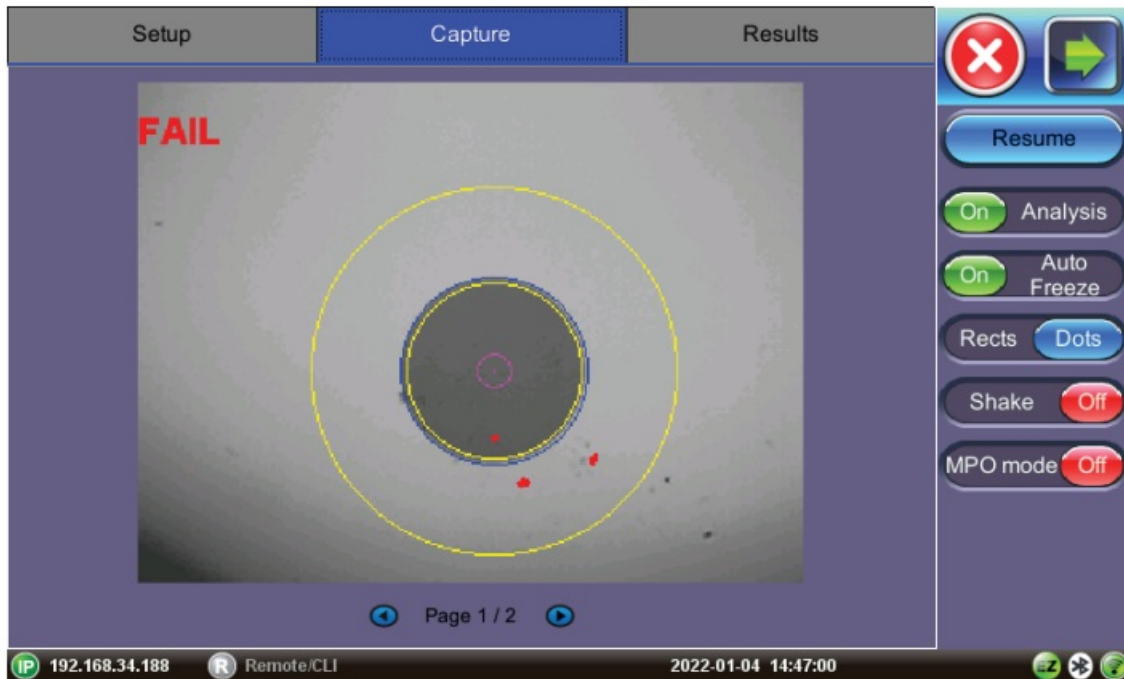 Setup
Capture
Results
FAIL
Resume
On Analysis
On Auto
Freeze
Rects Dots
Shake Off
MPO mode Off
Page 1 / 2
IP 192.168.34.188 R Remote/CLI 2022-01-04 14:47:00 EZ